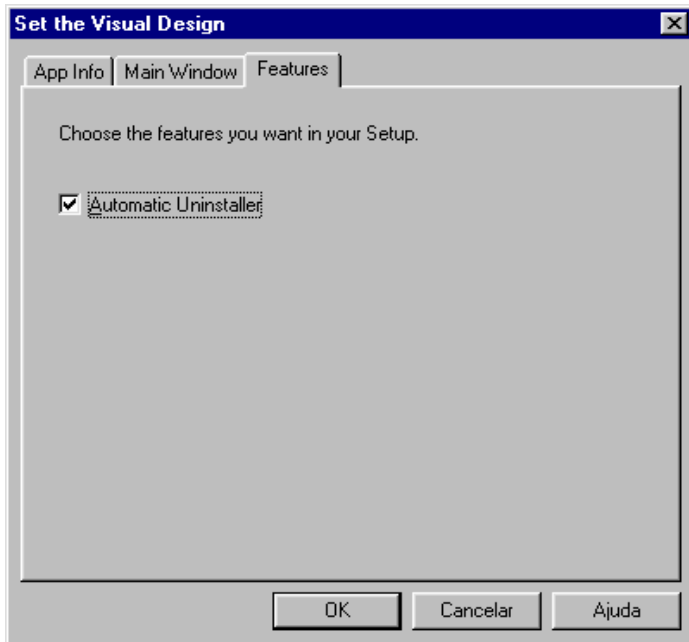 Set the Visual Design
App Info Main Window Features
Choose the features you want in your Setup.
Automatic Uninstaller
OK Cancelar Ajuda